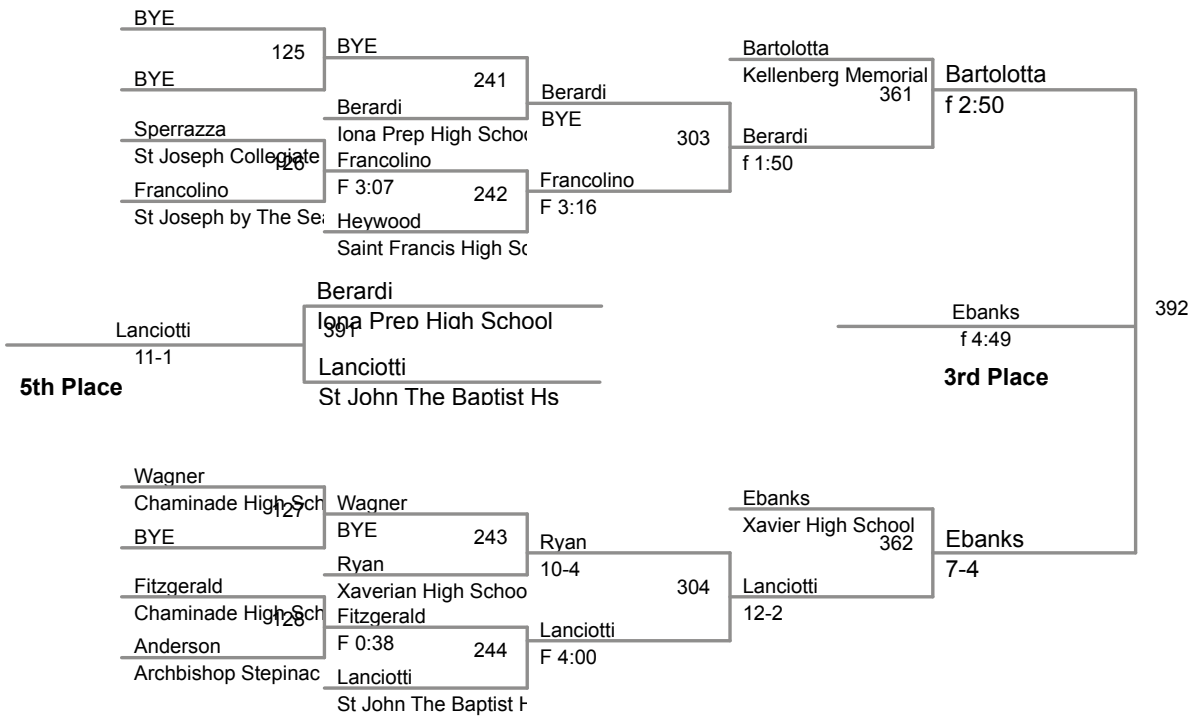 BYE
125
BYE
BYE
241
Berardi
Iona Prep High Schoo
Berardi
BYE
Sperrazza
St Joseph Collegiate
126
Francolino
St Joseph by The Sea
Francolino
F 3:07
242
Heywood
Saint Francis High Sc
Francolino
F 3:16
303
Bartolotta
Kellenberg Memorial
361
Berardi
f 1:50
Bartolotta
f 2:50
Berardi
Iona Prep High School
391
Lanciotti
St John The Baptist Hs
Lanciotti
11-1
5th Place
Ebanks
f 4:49
3rd Place
392
Wagner
Chaminade High Sch
127
BYE
Wagner
BYE
243
Ryan
Xaverian High Schoo
Ryan
10-4
Fitzgerald
Chaminade High Sch
128
Anderson
Archbishop Stepinac
Fitzgerald
F 0:38
244
Lanciotti
St John The Baptist H
Lanciotti
F 4:00
304
Ebanks
Xavier High School
362
Lanciotti
12-2
Ebanks
7-4